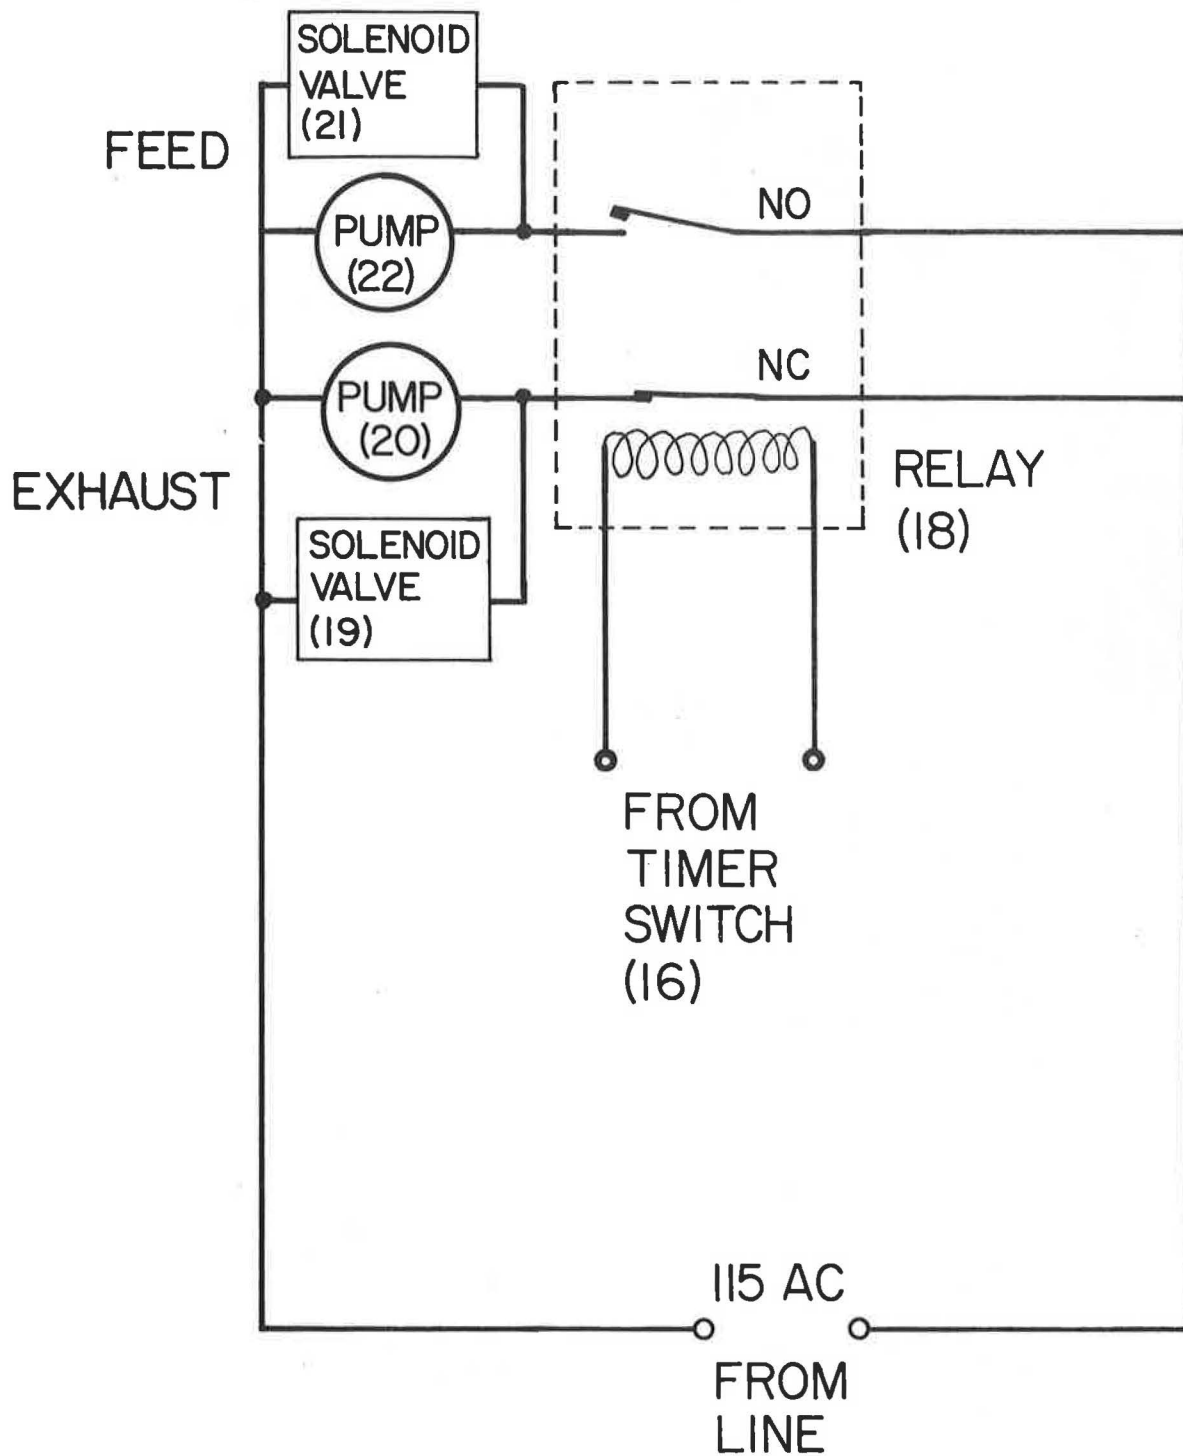 SOLENOID
VALVE
(21)
FEED
PUMP
(22)
NO
NC
PUMP
(20)
EXHAUST
RELAY
(18)
SOLENOID
VALVE
(19)
FROM
TIMER
SWITCH
(16)
115 AC
FROM
LINE